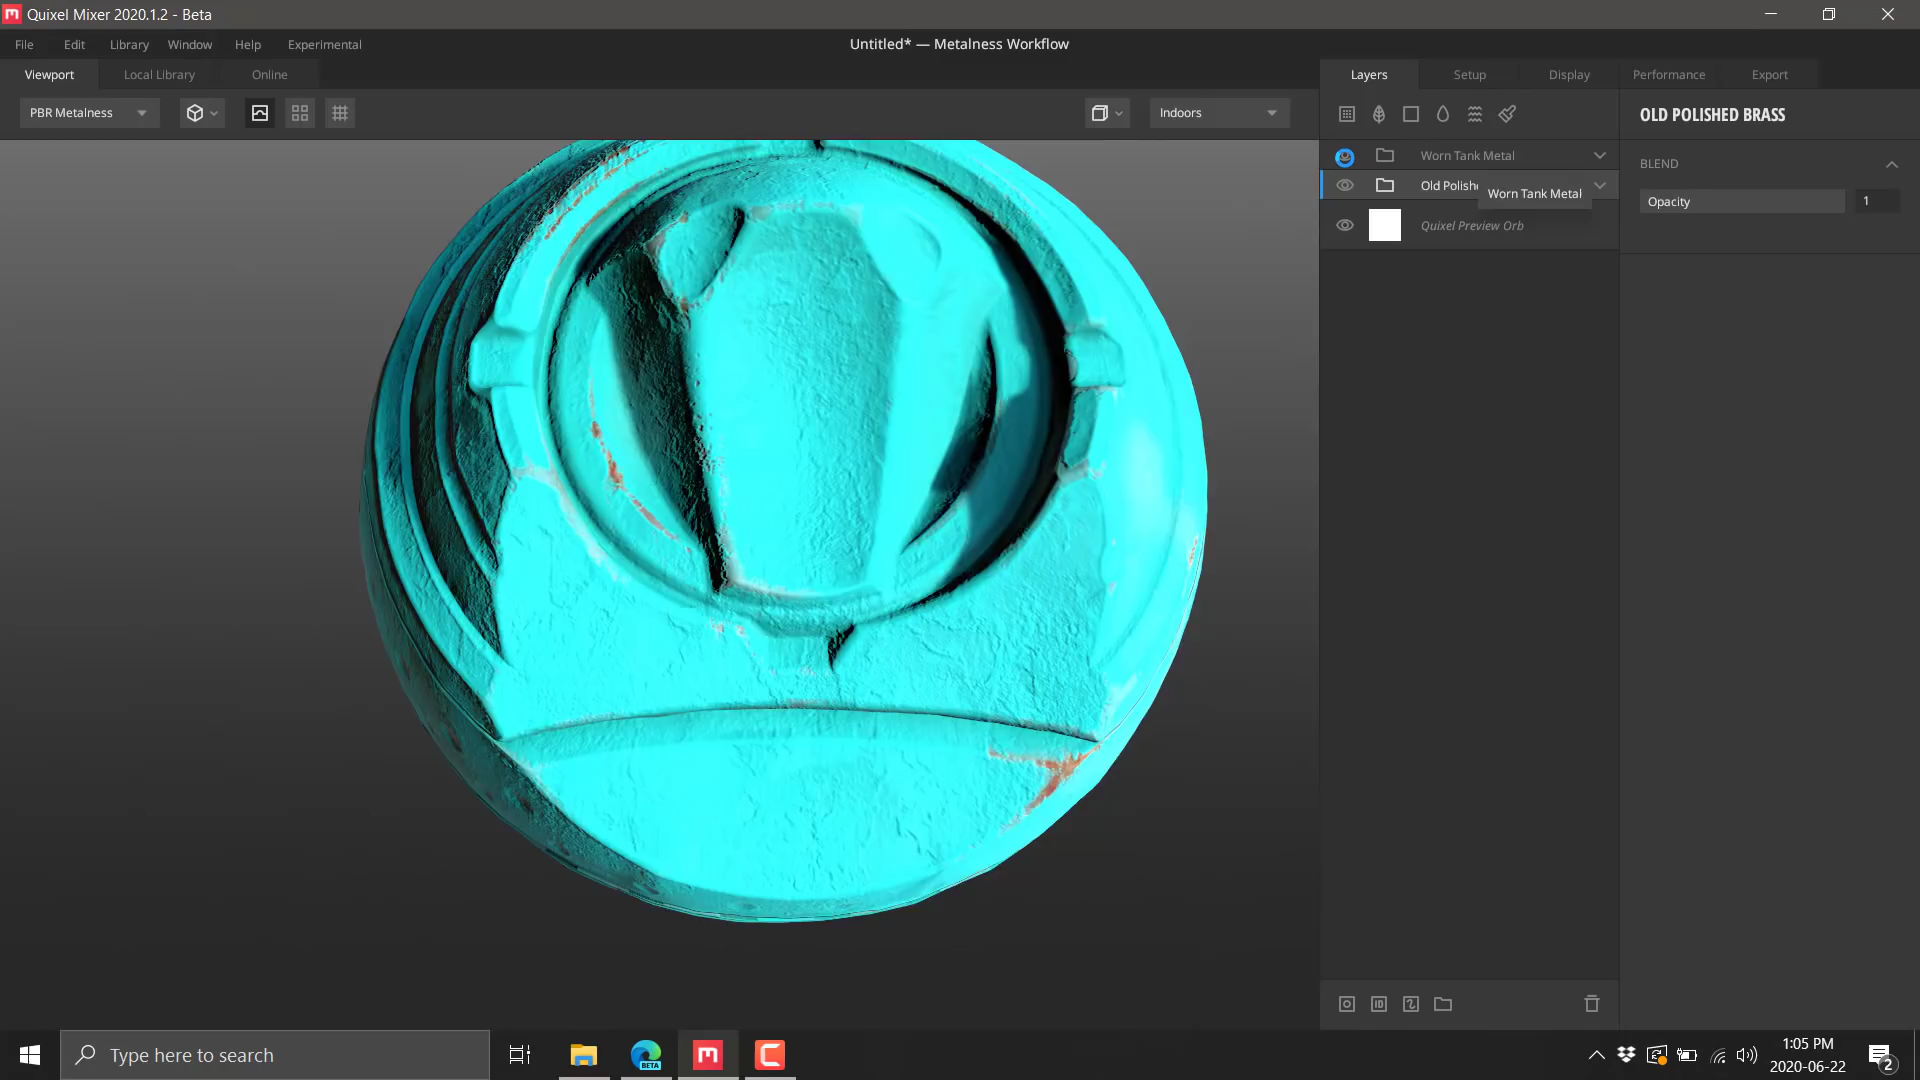 Quixel Mixer 2020.1.2 - Beta
File Edit Library Window Help Experimental
Untitled* — Metalness Workflow
Viewport Local Library Online
Layers Setup Display Performance Export
PBR Metalness
Indoors
OLD POLISHED BRASS
Worn Tank Metal
BLEND
Old Polishe
Worn Tank Metal
Opacity 1
Quixel Preview Orb
Type here to search
BETA
1:05 PM
2020-06-22
2